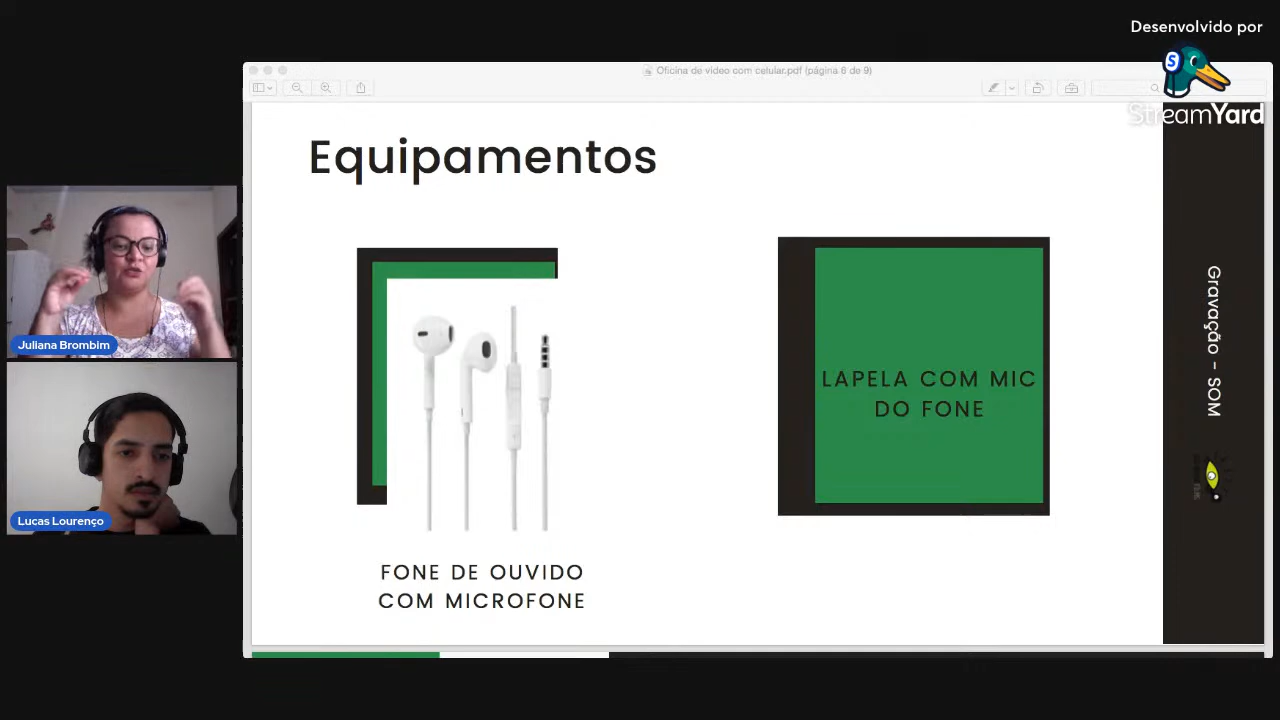 Desenvolvido por
StreamYard
Oficina de vídeo com celular.pdf (página 6 de 9)
Equipamentos
LAPELA COM MIC
DO FONE
FONE DE OUVIDO
COM MICROFONE
Gravação - SOM
Juliana Brombim
Lucas Lourenço